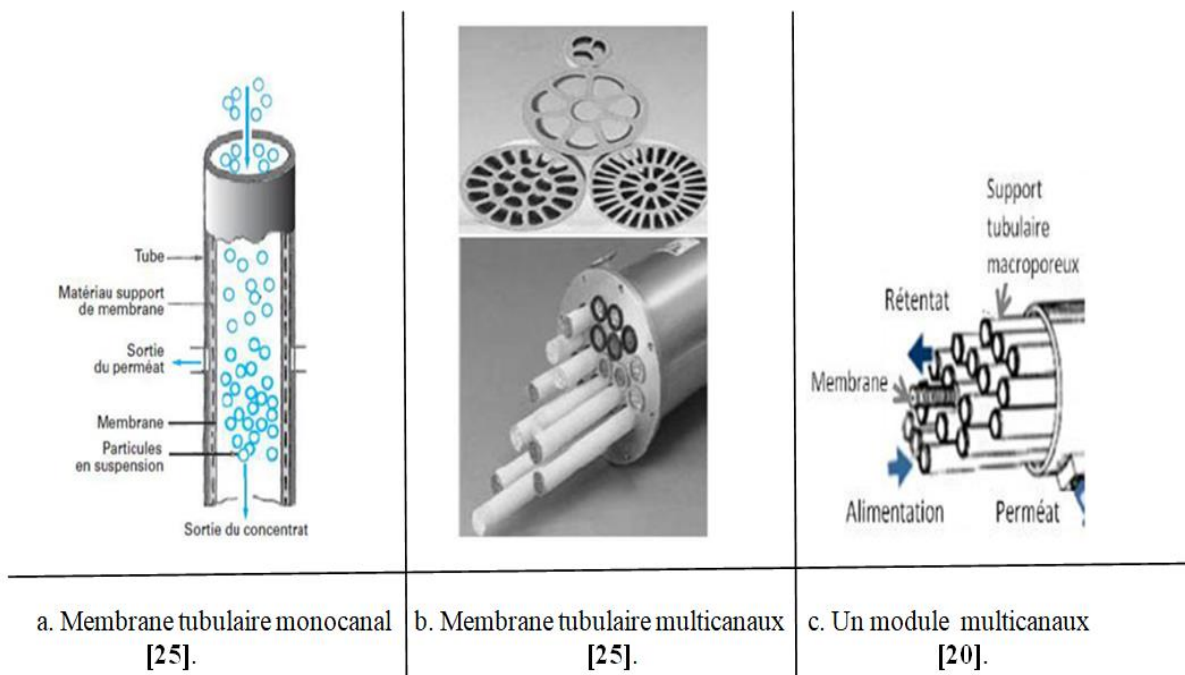 Tube
Matériau support
de membrane
Sortie
du perméat
Membrane
Particules
en suspension
Sortie du concentrat
Support
tubulaire
macroporeux
Rétentat
Membrane
Alimentation
Perméat
a. Membrane tubulaire monocanal
[25].
b. Membrane tubulaire multicanaux
[25].
c. Un module multicanaux
[20].